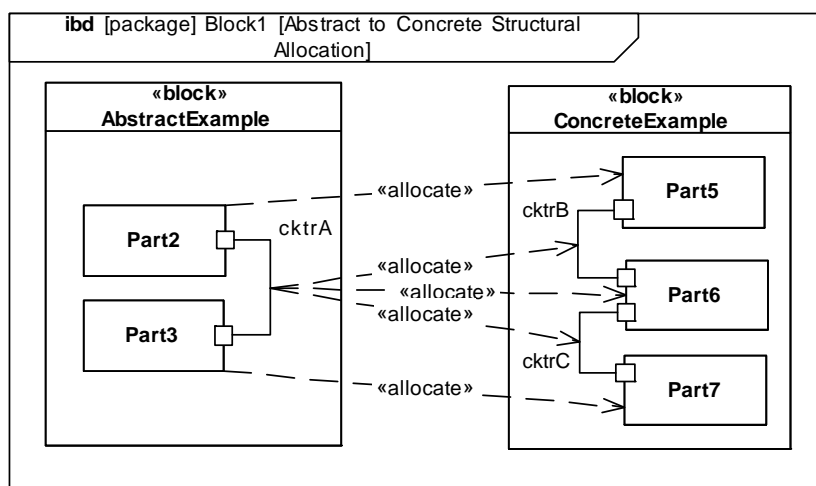 ibd [package] Block1 [Abstract to Concrete Structural
Allocation]
«block»
AbstractExample
«block»
ConcreteExample
«allocate»
Part5
cktrA
cktrB
Part2
«allocate»
«allocate»
Part6
«allocate»
Part3
cktrC
«allocate»
Part7